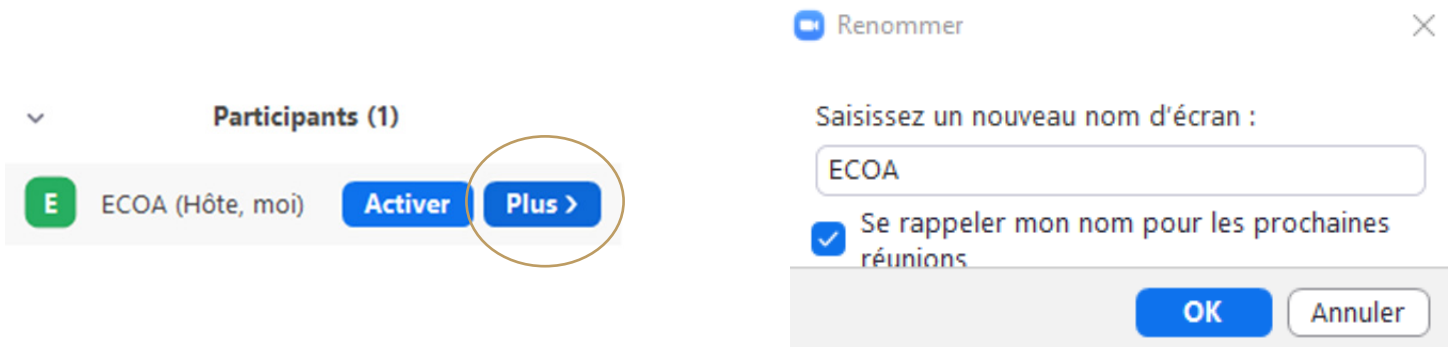 Participants (1)
E ECOA (Hôte, moi) Activer Plus >
Renommer
Saisissez un nouveau nom d'écran :
ECOA
Se rappeler mon nom pour les prochaines
réunions
OK Annuler